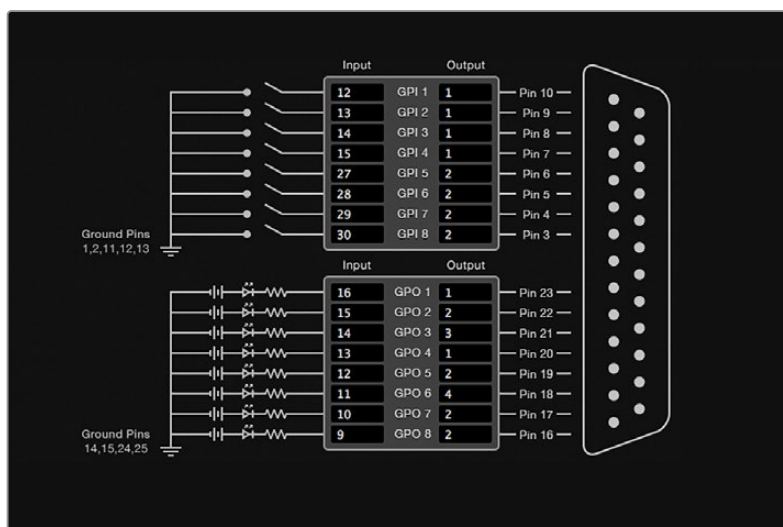 Input Output
12 GPI 1 1 Pin 10
13 GPI 2 1 Pin 9
14 GPI 3 1 Pin 8
15 GPI 4 1 Pin 7
27 GPI 5 2 Pin 6
28 GPI 6 2 Pin 5
29 GPI 7 2 Pin 4
30 GPI 8 2 Pin 3
Ground Pins
1,2,11,12,13
Input Output
16 GPO 1 1 Pin 23
15 GPO 2 2 Pin 22
14 GPO 3 3 Pin 21
13 GPO 4 1 Pin 20
12 GPO 5 2 Pin 19
11 GPO 6 4 Pin 18
10 GPO 7 2 Pin 17
9 GPO 8 2 Pin 16
Ground Pins
14,15,24,25